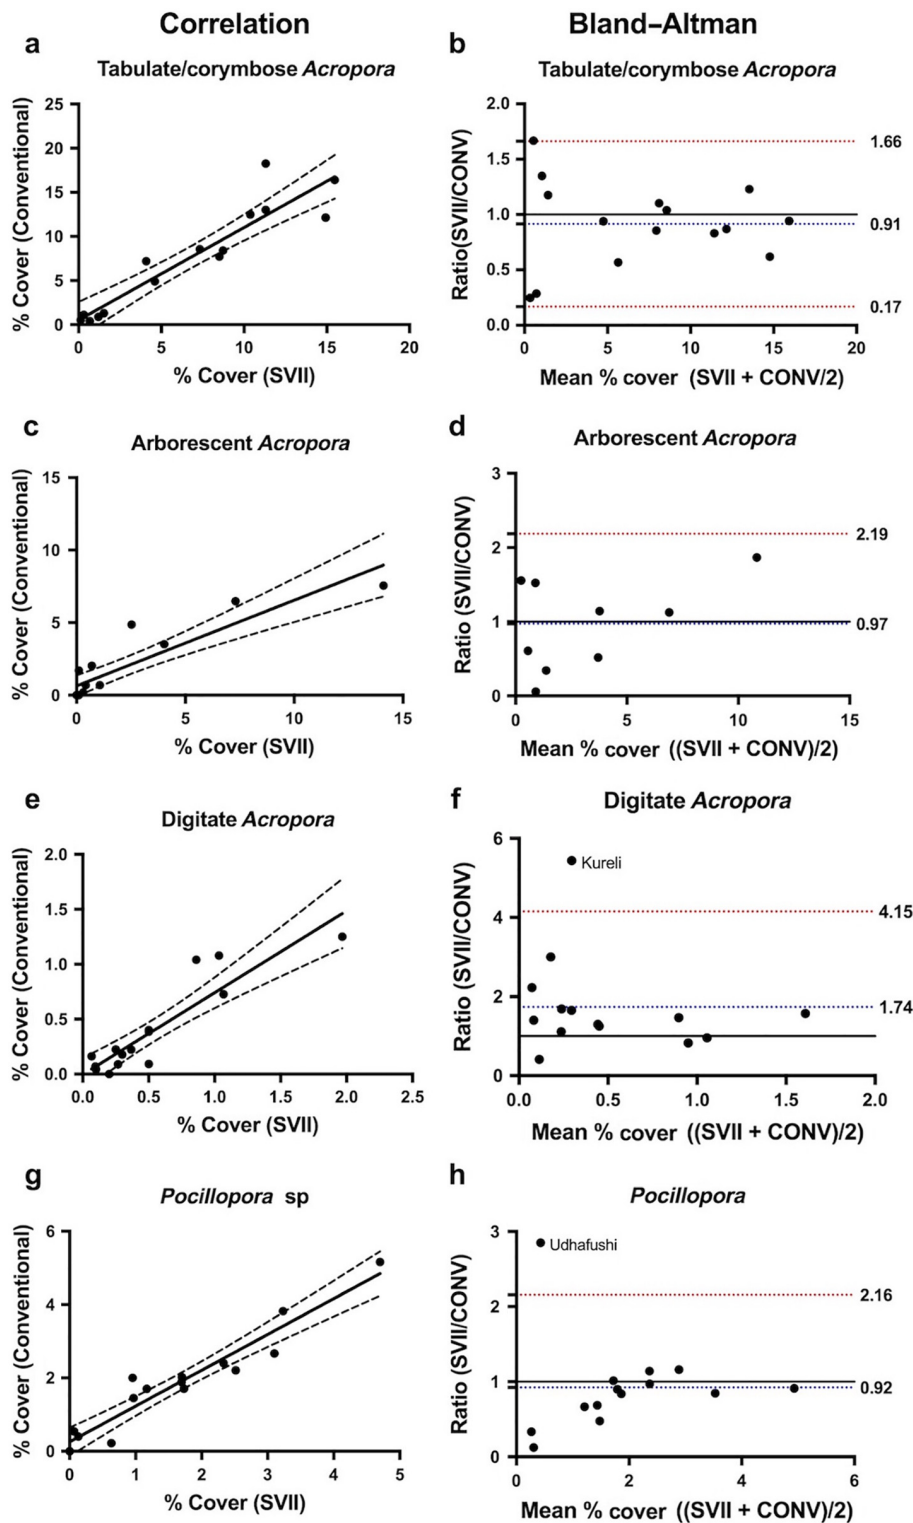 Correlation
Bland–Altman
a
Tabulate/corymbose Acropora
% Cover (Conventional)
25
20
15
10
5
0
0 5 10 15 20
% Cover (SVII)
b
Tabulate/corymbose Acropora
Ratio(SVII/CONV)
2.0
1.5
1.0
0.5
0.0
1.66
0.91
0.17
0 5 10 15 20
Mean % cover (SVII + CONV/2)
c
Arborescent Acropora
% Cover (Conventional)
15
10
5
0
0 5 10 15
% Cover (SVII)
d
Arborescent Acropora
Ratio (SVII/CONV)
3
2
1
0
2.19
0.97
0 5 10 15
Mean % cover ((SVII + CONV)/2)
e
Digitate Acropora
% Cover (Conventional)
2.0
1.5
1.0
0.5
0.0
0.0 0.5 1.0 1.5 2.0 2.5
% Cover (SVII)
f
Digitate Acropora
Ratio (SVII/CONV)
6
4
2
0
Kureli
4.15
1.74
0.0 0.5 1.0 1.5 2.0
Mean % cover ((SVII + CONV)/2)
g
Pocillopora sp
% Cover (Conventional)
6
4
2
0
0 1 2 3 4 5
% Cover (SVII)
h
Pocillopora
Ratio (SVII/CONV)
3
2
1
0
Udhafushi
2.16
0.92
0 2 4 6
Mean % cover ((SVII + CONV)/2)